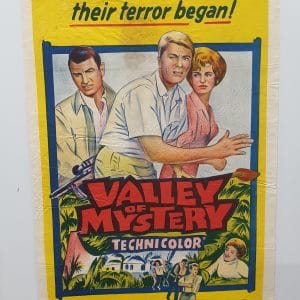 their terror began!
VALLEY
OF
MYSTERY
TECHNICOLOR